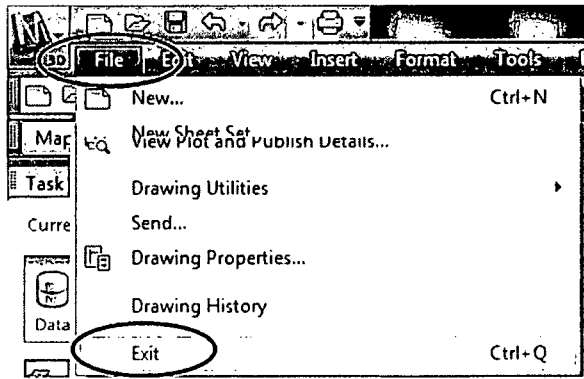 3D File Edit View Insert Format Tools
New... Ctrl+N
Map New Sheet Set
View Plot and Publish Details...
Task Drawing Utilities
Curre Send...
Drawing Properties...
Data Drawing History
Exit Ctrl+Q